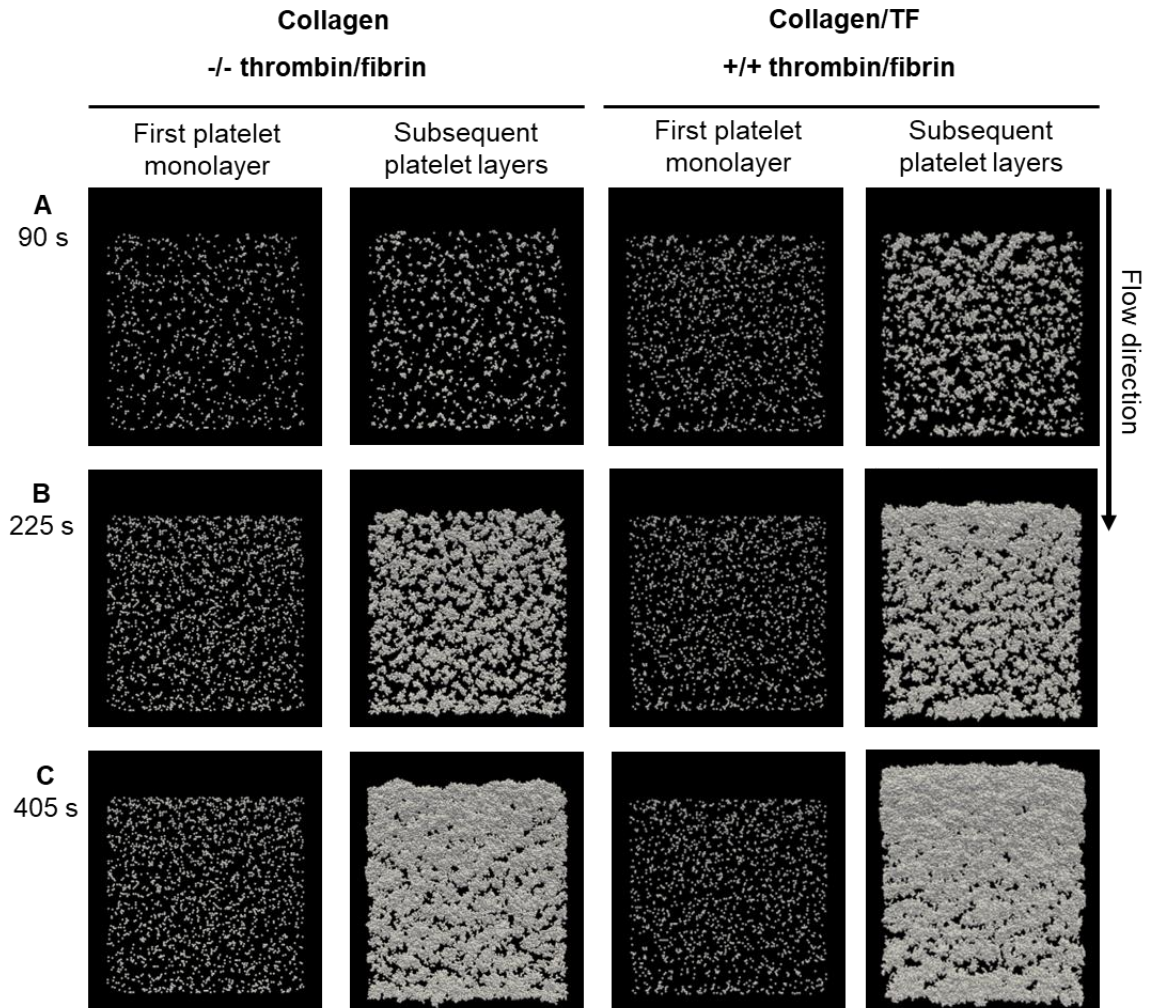 Collagen
-/- thrombin/fibrin
Collagen/TF
+/+ thrombin/fibrin
First platelet
monolayer
Subsequent
platelet layers
First platelet
monolayer
Subsequent
platelet layers
A
90 s
Flow direction
B
225 s
C
405 s